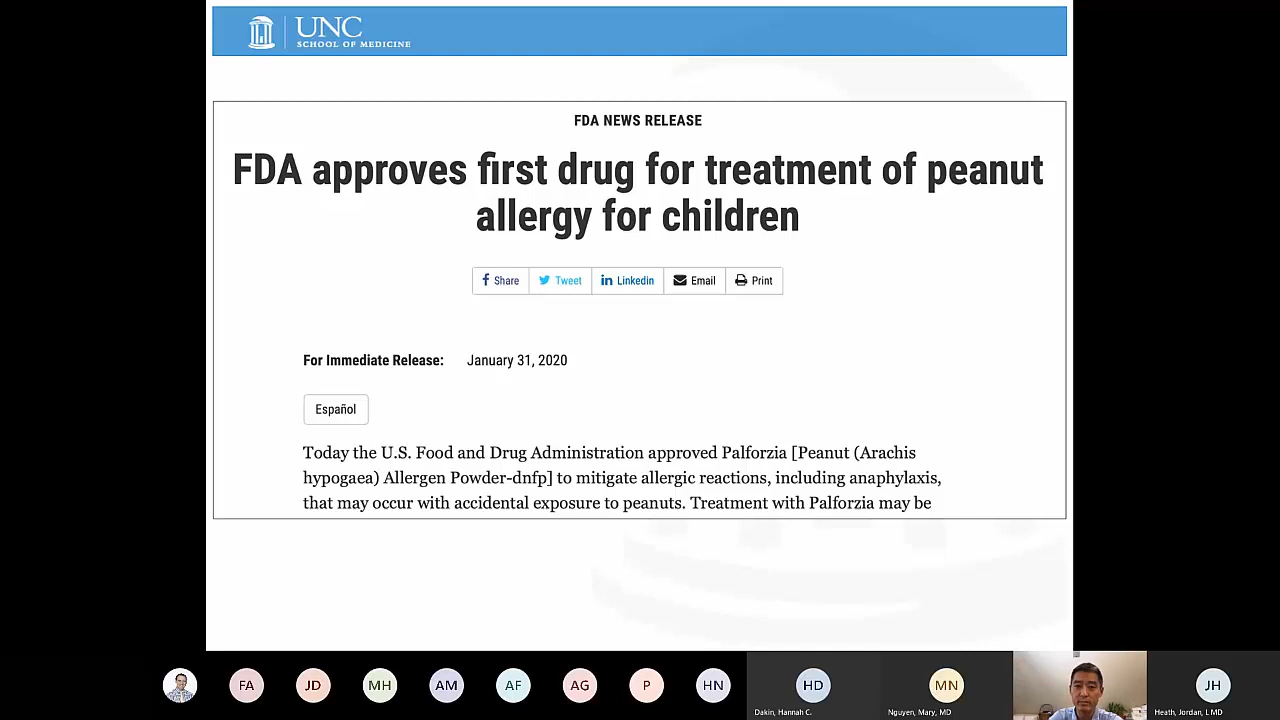 UNC
SCHOOL OF MEDICINE
FDA NEWS RELEASE
FDA approves first drug for treatment of peanut
allergy for children
Share Tweet Linkedin Email Print
For Immediate Release: January 31, 2020
Español
Today the U.S. Food and Drug Administration approved Palforzia [Peanut (Arachis
hypogaea) Allergen Powder-dnfp] to mitigate allergic reactions, including anaphylaxis,
that may occur with accidental exposure to peanuts. Treatment with Palforzia may be
FA JD MH AM AF AG P HN HD MN JH
Dakin, Hannah C. Nguyen, Mary, MD Heath, Jordan, L MD